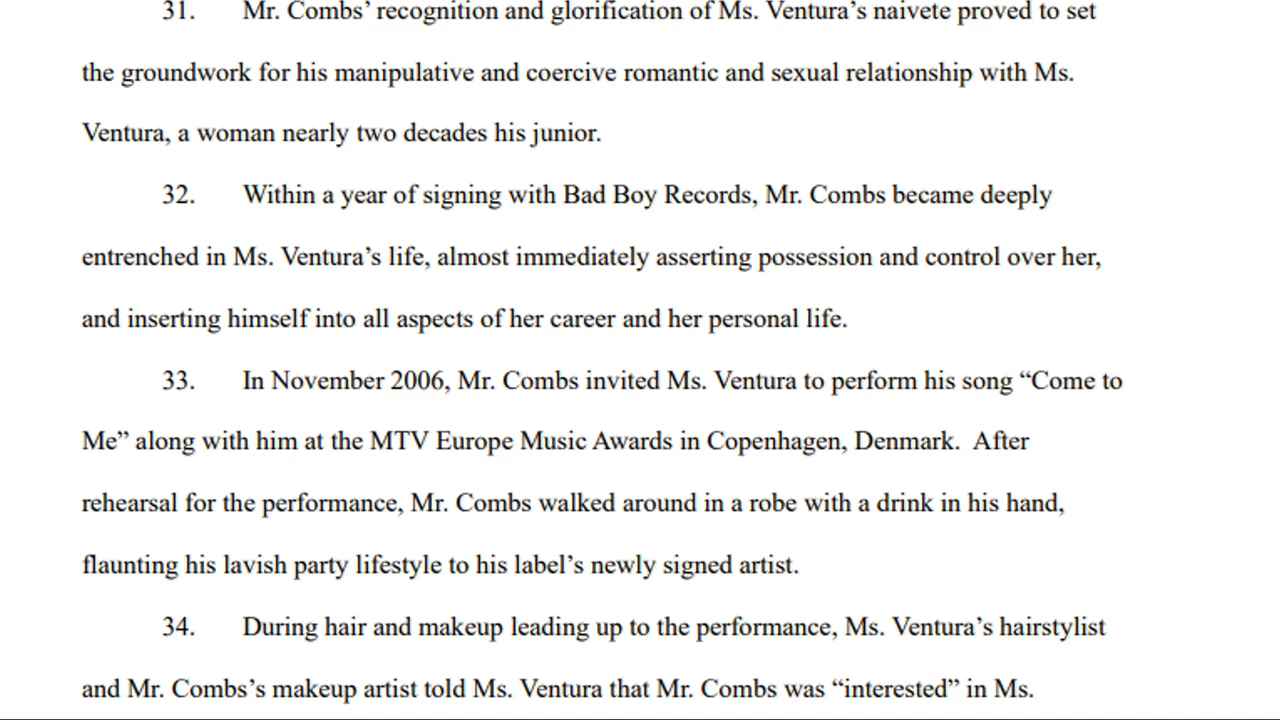 31. Mr. Combs’ recognition and glorification of Ms. Ventura’s naivete proved to set
the groundwork for his manipulative and coercive romantic and sexual relationship with Ms.
Ventura, a woman nearly two decades his junior.
32. Within a year of signing with Bad Boy Records, Mr. Combs became deeply
entrenched in Ms. Ventura’s life, almost immediately asserting possession and control over her,
and inserting himself into all aspects of her career and her personal life.
33. In November 2006, Mr. Combs invited Ms. Ventura to perform his song “Come to
Me” along with him at the MTV Europe Music Awards in Copenhagen, Denmark.  After
rehearsal for the performance, Mr. Combs walked around in a robe with a drink in his hand,
flaunting his lavish party lifestyle to his label’s newly signed artist.
34. During hair and makeup leading up to the performance, Ms. Ventura’s hairstylist
and Mr. Combs’s makeup artist told Ms. Ventura that Mr. Combs was “interested” in Ms.